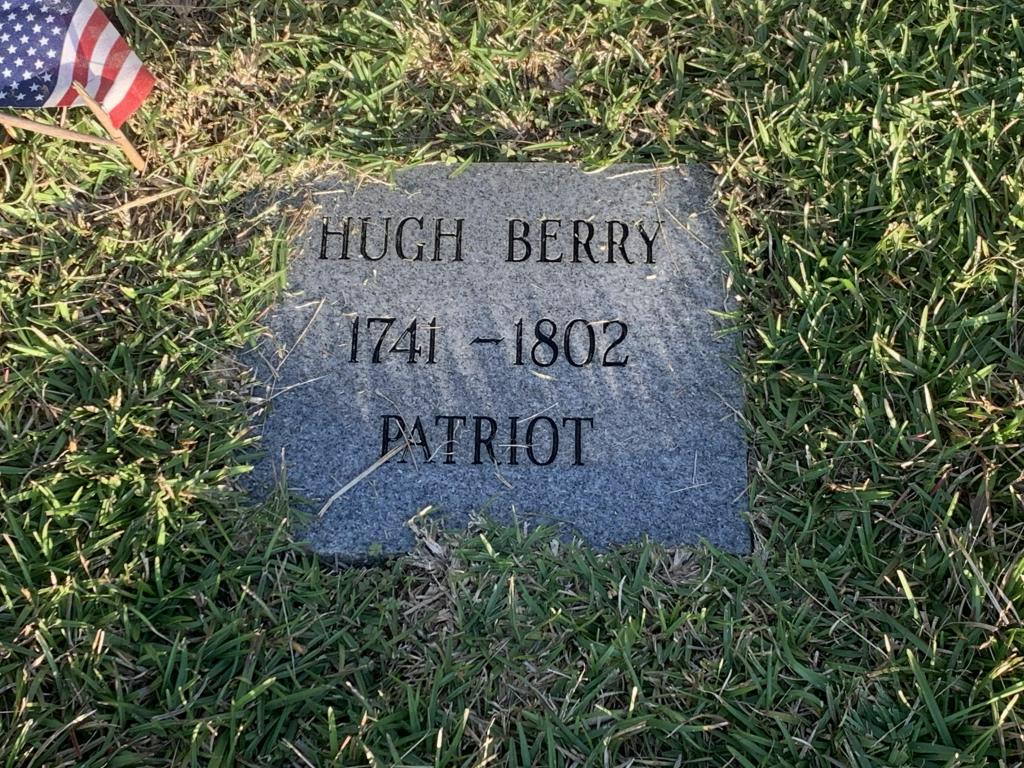 HUGH BERRY
1741 - 1802
PATRIOT